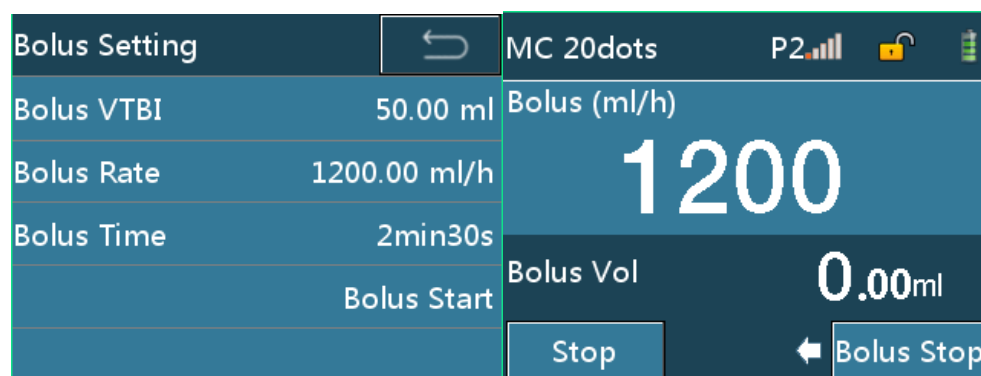 Bolus Setting
Bolus VTBI 50.00 ml
Bolus Rate 1200.00 ml/h
Bolus Time 2min30s
Bolus Start
MC 20dots P2
Bolus (ml/h)
1200
Bolus Vol 0.00ml
Stop Bolus Stop